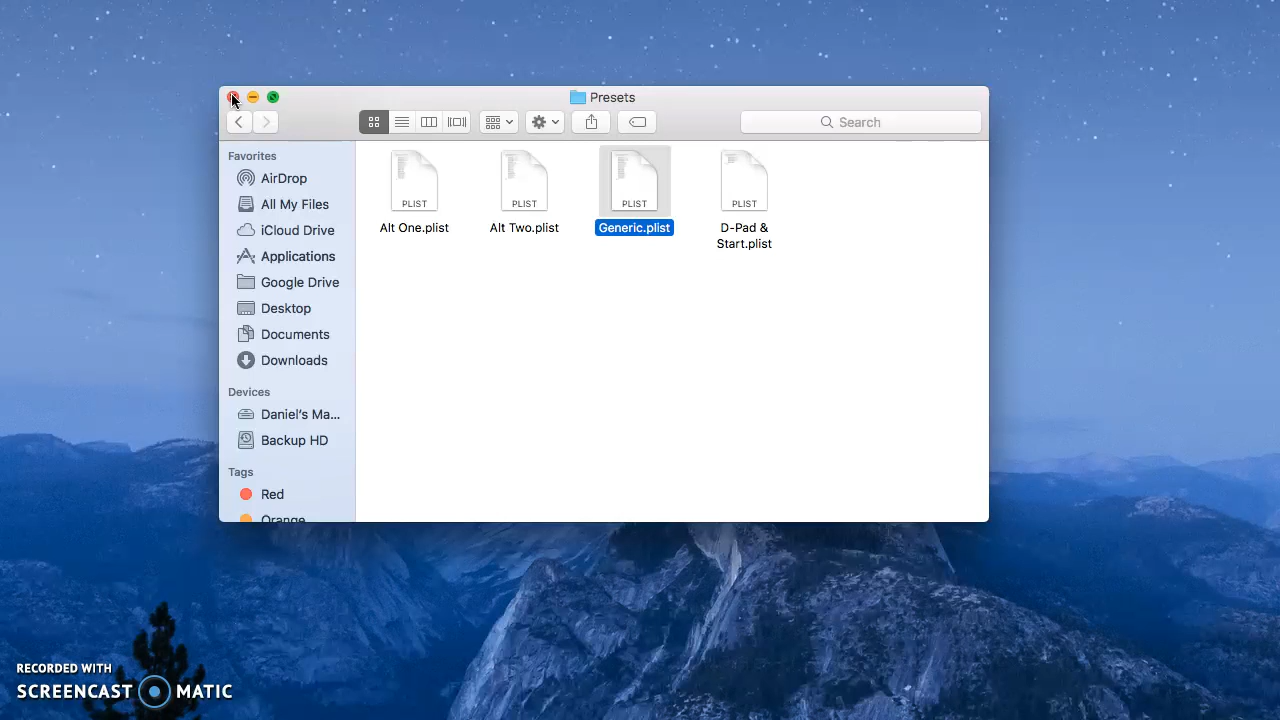 Presets
Search
Favorites
AirDrop
All My Files
iCloud Drive
Applications
Google Drive
Desktop
Documents
Downloads
Devices
Daniel's Ma...
Backup HD
Tags
Red
Orange
PLIST
Alt One.plist
PLIST
Alt Two.plist
PLIST
Generic.plist
PLIST
D-Pad &
Start.plist
RECORDED WITH
SCREENCAST MATIC